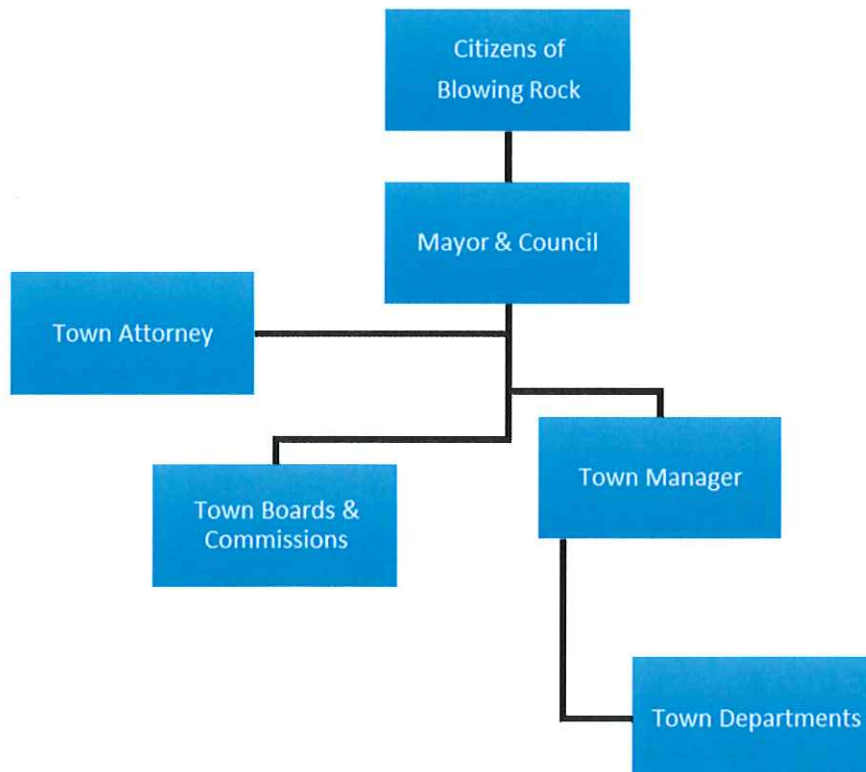 Citizens of
Blowing Rock
Mayor & Council
Town Attorney
Town Manager
Town Boards &
Commissions
Town Departments